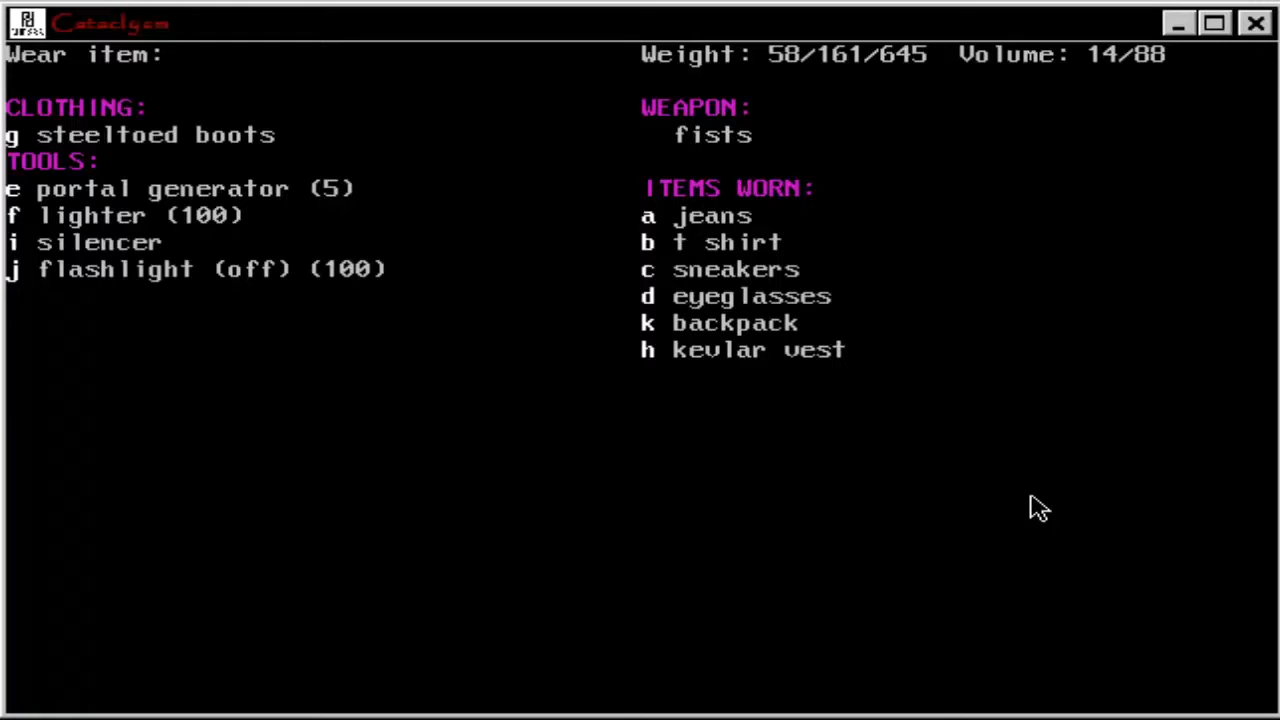 Cataclysm
Wear item:
Weight: 58/161/645 Volume: 14/88
CLOTHING:
g steeltoed boots
TOOLS:
e portal generator (5)
f lighter (100)
i silencer
j flashlight (off) (100)
WEAPON:
fists
ITEMS WORN:
a jeans
b t shirt
c sneakers
d eyeglasses
k backpack
h kevlar vest